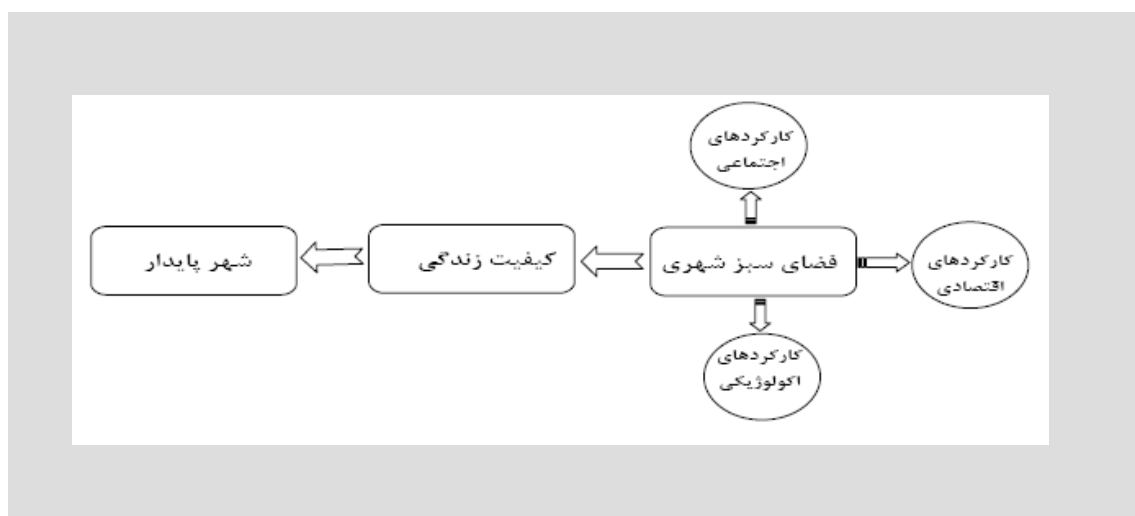 کارکردهای
اجتماعی
کارکردهای
اقتصادی
فضای سبز شهری
کیفیت زندگی
شهر پایدار
کارکردهای
اکولوژیکی